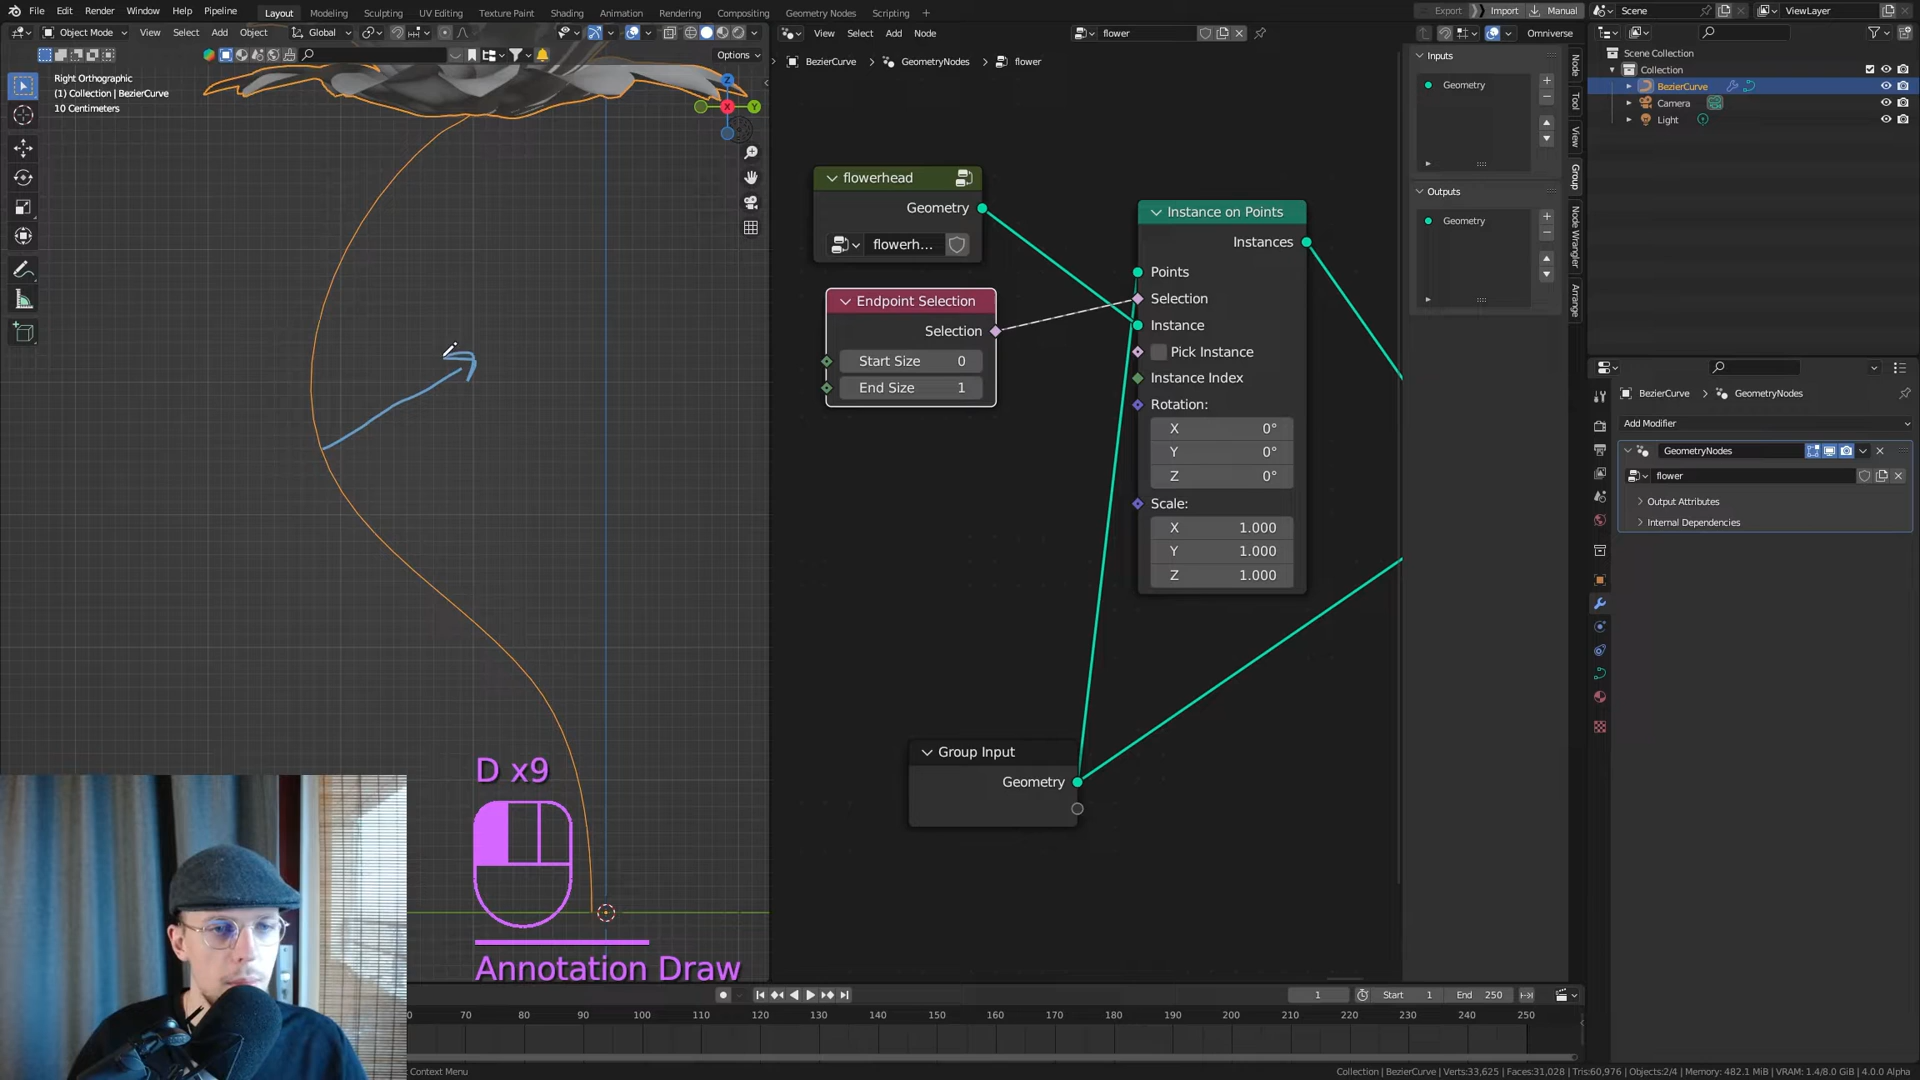 File Edit Render Window Help Pipeline
Layout Modeling Sculpting UV Editing Texture Paint Shading Animation Rendering Compositing Geometry Nodes Scripting +
Export Import Manual Scene ViewLayer
Object Mode View Select Add Object Global
View Select Add Node flower Omniverse
Options
Right Orthographic
(1) Collection | BezierCurve
10 Centimeters
Z
Y
X
BezierCurve > GeometryNodes > flower
flowerhead
Geometry
flowerh...
Endpoint Selection
Selection
Start Size 0
End Size 1
Instance on Points
Instances
Points
Selection
Instance
Pick Instance
Instance Index
Rotation:
X 0°
Y 0°
Z 0°
Scale:
X 1.000
Y 1.000
Z 1.000
Group Input
Geometry
Inputs
Geometry
Outputs
Geometry
Node
Tool
View
Group
Node Wrangler
Arrange
Scene Collection
Collection
BezierCurve
Camera
Light
BezierCurve > GeometryNodes
Add Modifier
GeometryNodes
flower
Output Attributes
Internal Dependencies
D x9
Annotation Draw
1 Start 1 End 250
70 80 90 100 110 120 130 140 150 160 170 180 190 200 210 220 230 240 250
Context Menu
Collection | BezierCurve | Verts:33,625 | Faces:31,028 | Tris:60,976 | Objects:2/4 | Memory: 482.1 MiB | VRAM: 1.4/8.0 GiB | 4.0.0 Alpha